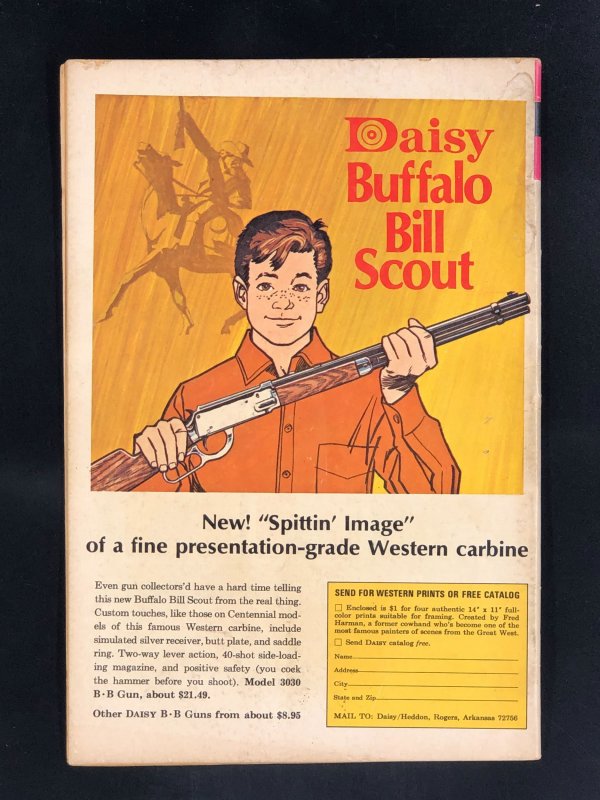 Daisy
Buffalo
Bill
Scout
New! "Spittin' Image"
of a fine presentation-grade Western carbine
Even gun collectors'd have a hard time telling
this new Buffalo Bill Scout from the real thing.
Custom touches, like those on Centennial mod-
els of this famous Western carbine, include
simulated silver receiver, butt plate, and saddle
ring. Two-way lever action, 40-shot side-load-
ing magazine, and positive safety (you cock
the hammer before you shoot). Model 3030
B·B Gun, about $21.49.
Other DAISY B·B Guns from about $8.95
SEND FOR WESTERN PRINTS OR FREE CATALOG
Enclosed is $1 for four authentic 14" x 11" full-
color prints suitable for framing. Created by Fred
Harman, a former cowhand who's become one of the
most famous painters of scenes from the Great West.
Send DAISY catalog free.
Name
Address
City
State and Zip
MAIL TO: Daisy/Heddon, Rogers, Arkansas 72756